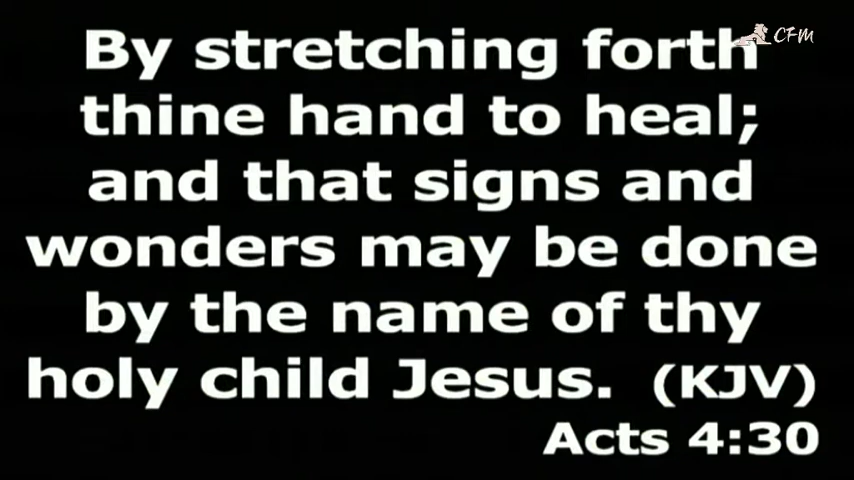 By stretching forth
thine hand to heal;
and that signs and
wonders may be done
by the name of thy
holy child Jesus. (KJV)
Acts 4:30
CFM